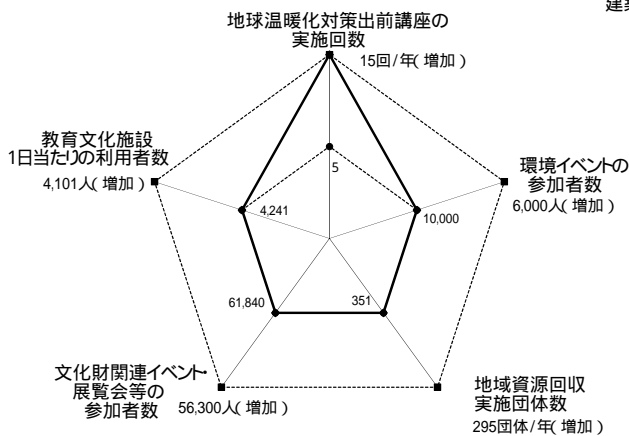 建築
地球温暖化対策出前講座の
実施回数
15回/年(増加)
5
教育文化施設
1日当たりの利用者数
4,101人(増加)
4,241
環境イベントの
参加者数
6,000人(増加)
10,000
61,840
351
文化財関連イベント・
展覧会等の
参加者数
56,300人(増加)
地域資源回収
実施団体数
295団体/年(増加)